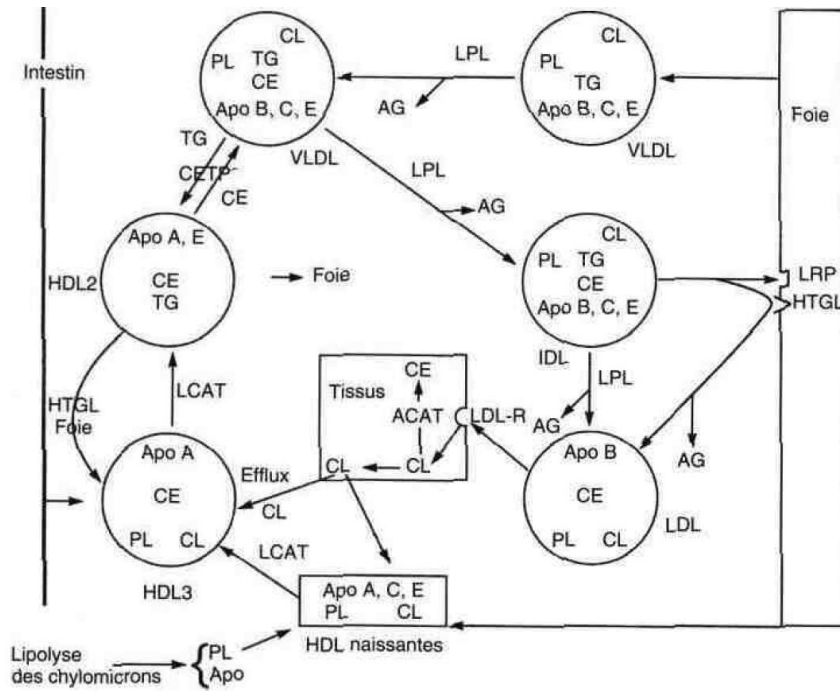 Intestin
CL
PL
TG
CE
Apo B, C, E
VLDL
LPL
AG
CL
PL
TG
Apo B, C, E
VLDL
Foie
TG
CETP
CE
LPL
AG
Apo A, E
CE
TG
HDL2
Foie
CL
PL
TG
CE
Apo B, C, E
IDL
LRP
HTGL
LCAT
HTGL
Foie
Tissus
CE
ACAT
CL
CL
LDL-R
LPL
AG
AG
Apo A
CE
PL
CL
HDL3
Efflux
CL
LCAT
Apo B
CE
PL
CL
LDL
Apo A, C, E
PL
CL
HDL naissantes
Lipolyse
des chylomicrons
PL
Apo